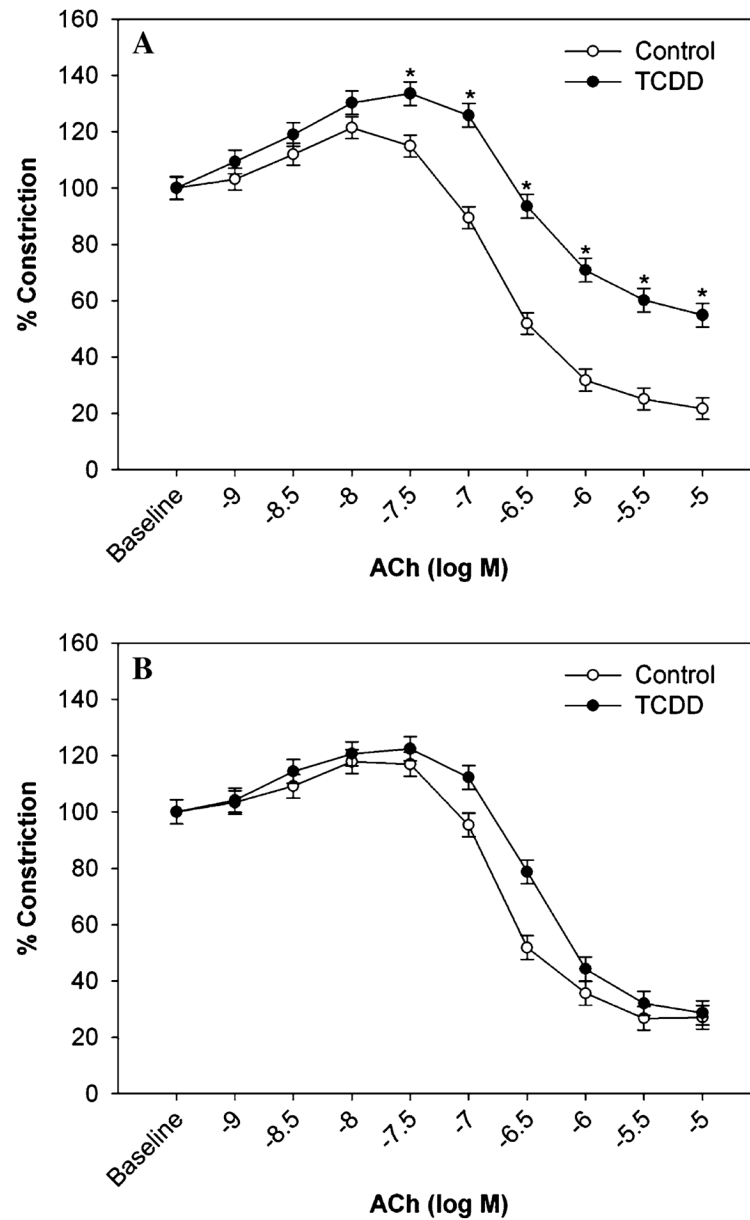 A
Control
TCDD
% Constriction
160
140
120
100
80
60
40
20
0
* * * * * *
Baseline -9 -8.5 -8 -7.5 -7 -6.5 -6 -5.5 -5
ACh (log M)
B
Control
TCDD
% Constriction
160
140
120
100
80
60
40
20
0
Baseline -9 -8.5 -8 -7.5 -7 -6.5 -6 -5.5 -5
ACh (log M)